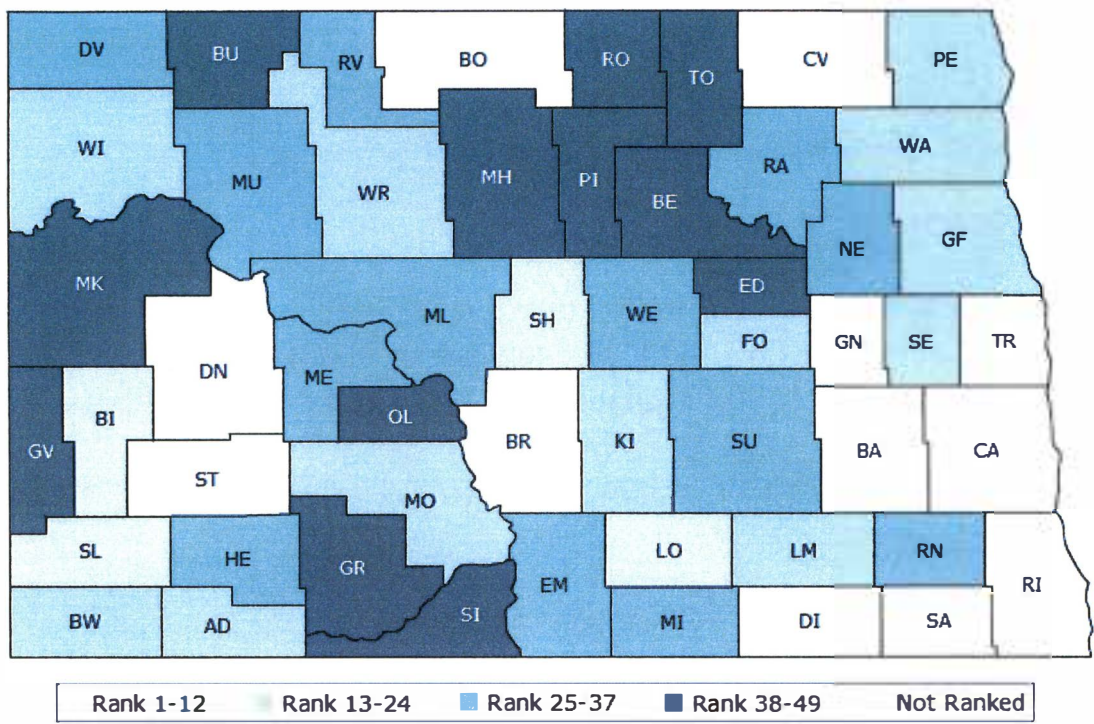 DV BU RV BO RO TO CV PE
WI MU WR MH PI BE RA WA
MK NE GF
ML SH WE ED
DN ME FO GN SE TR
GV BI OL BR KI SU BA CA
ST MO
SL HE GR EM LO LM RN RI
BW AD SI MI DI SA
Rank 1-12 Rank 13-24 Rank 25-37 Rank 38-49 Not Ranked